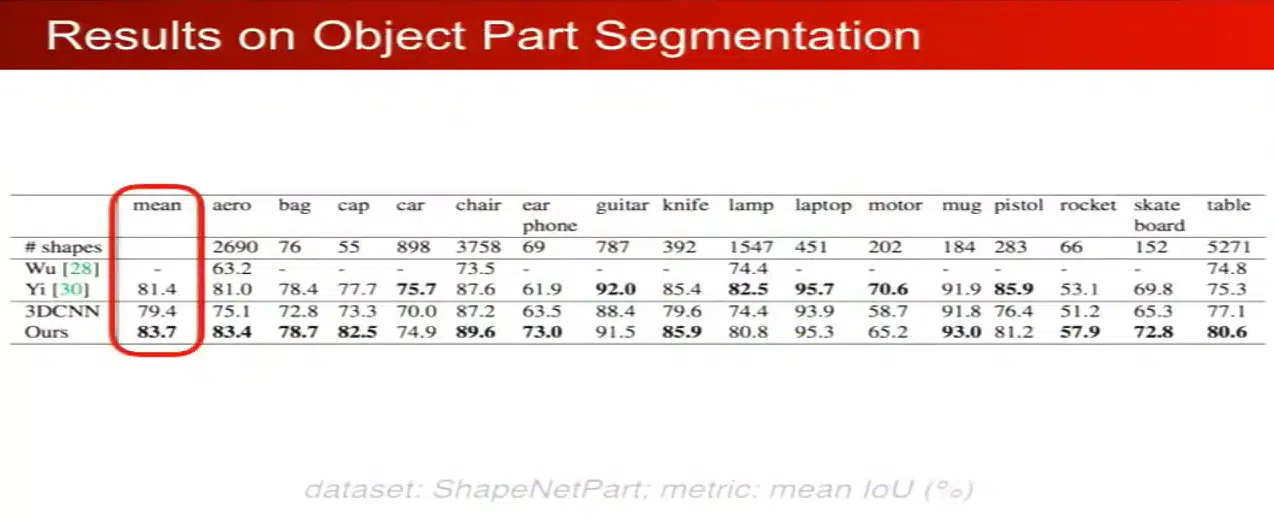 Results on Object Part Segmentation
mean aero bag cap car chair ear guitar knife lamp laptop motor mug pistol rocket skate table
phone board
# shapes 2690 76 55 898 3758 69 787 392 1547 451 202 184 283 66 152 5271
Wu [28] - 63.2 - - - 73.5 - - - 74.4 - - - - - - 74.8
Yi [30] 81.4 81.0 78.4 77.7 75.7 87.6 61.9 92.0 85.4 82.5 95.7 70.6 91.9 85.9 53.1 69.8 75.3
3DCNN 79.4 75.1 72.8 73.3 70.0 87.2 63.5 88.4 79.6 74.4 93.9 58.7 91.8 76.4 51.2 65.3 77.1
Ours 83.7 83.4 78.7 82.5 74.9 89.6 73.0 91.5 85.9 80.8 95.3 65.2 93.0 81.2 57.9 72.8 80.6
dataset: ShapeNetPart; metric: mean IoU (%)